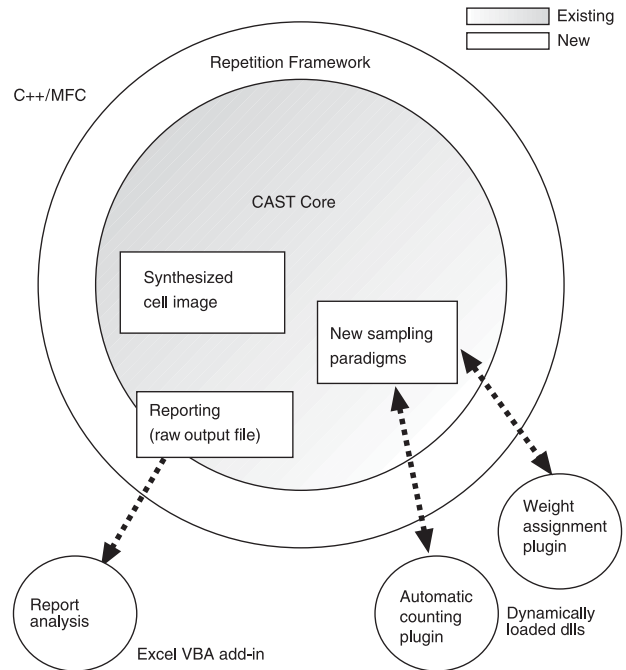 Existing
New
Repetition Framework
C++/MFC
CAST Core
Synthesized
cell image
New sampling
paradigms
Reporting
(raw output file)
Weight
assignment
plugin
Report
analysis
Automatic
counting
plugin
Dynamically
loaded dlls
Excel VBA add-in